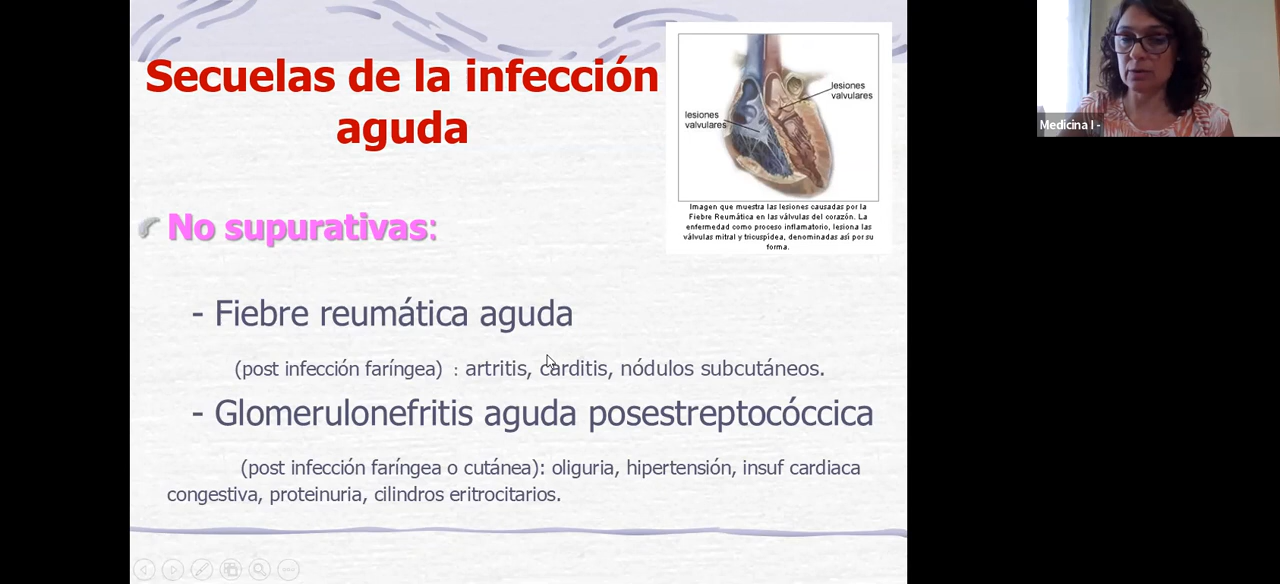 Secuelas de la infección
aguda
lesiones
valvulares
lesiones
valvulares
Imagen que muestra las lesiones causadas por la
Fiebre Reumática en las válvulas del corazón. La
enfermedad como proceso inflamatorio, lesiona las
válvulas mitral y tricuspídea, denominadas así por su
forma.
No supurativas:
- Fiebre reumática aguda
(post infección faríngea) : artritis, carditis, nódulos subcutáneos.
- Glomerulonefritis aguda posestreptocóccica
(post infección faríngea o cutánea): oliguria, hipertensión, insuf cardiaca
congestiva, proteinuria, cilindros eritrocitarios.
Medicina I -